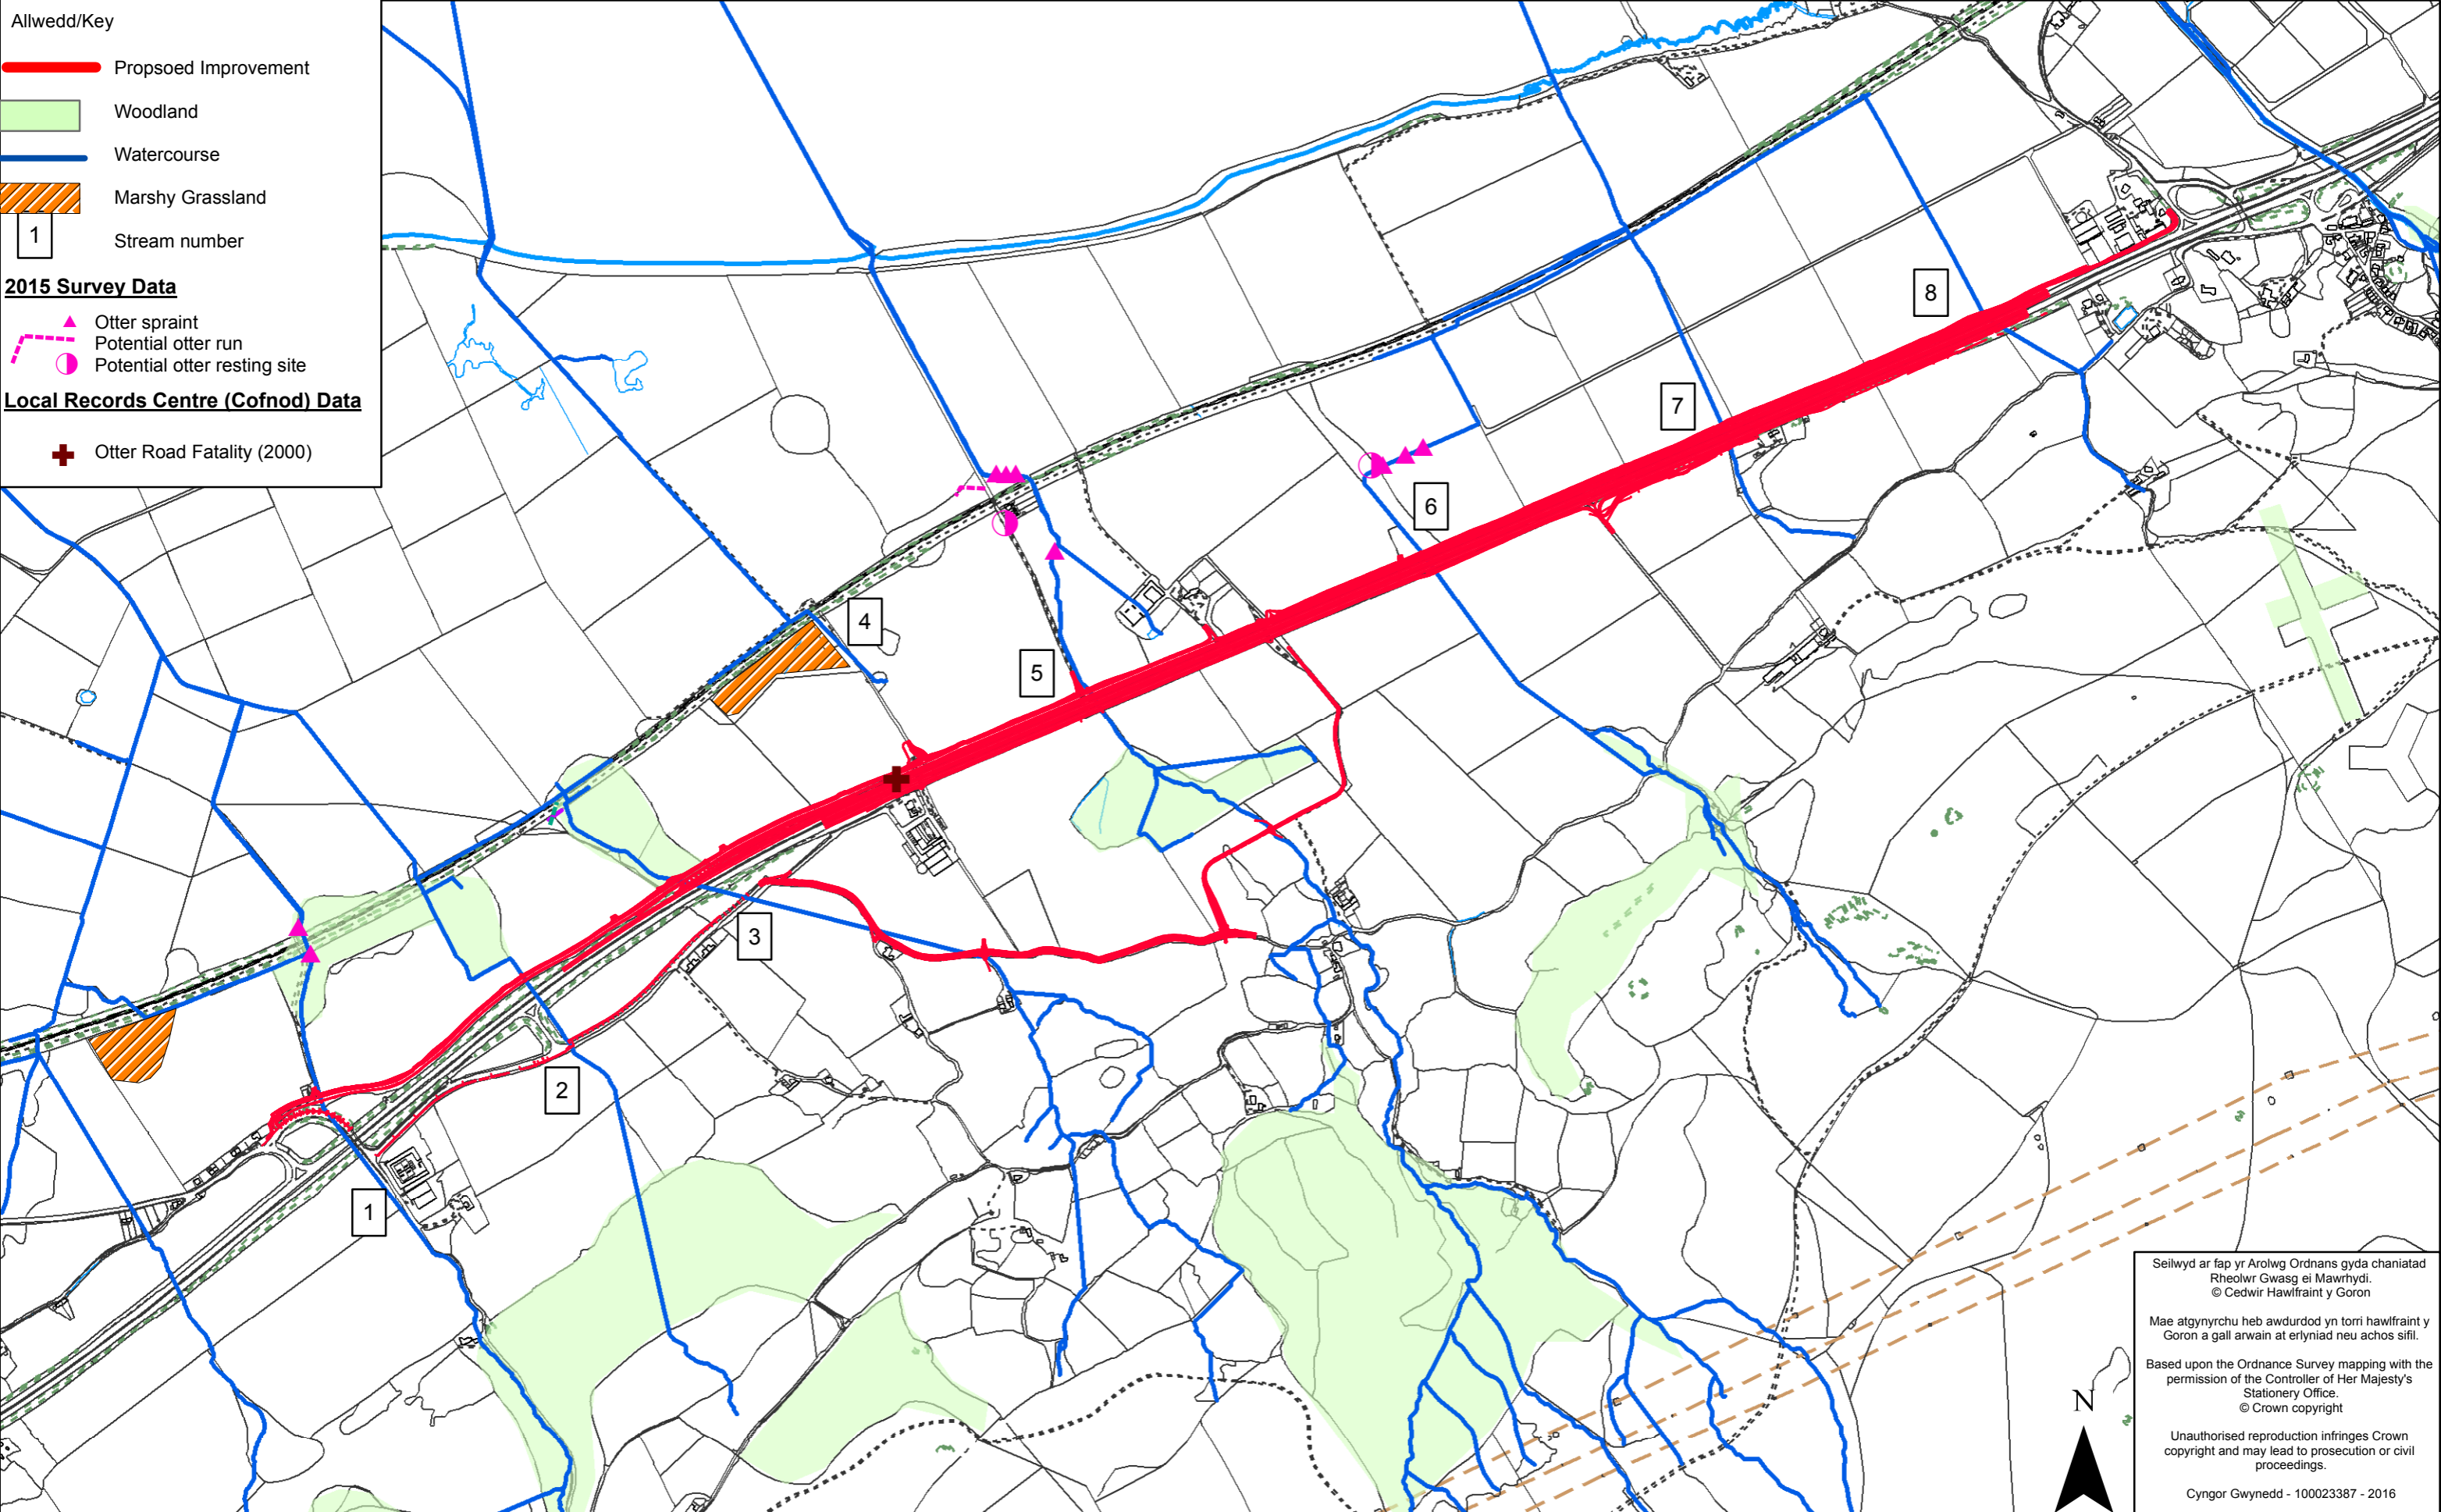 Allwedd/Key
Propsoed Improvement
Woodland
Watercourse
Marshy Grassland
1
Stream number
2015 Survey Data
Otter spraint
Potential otter run
Potential otter resting site
Local Records Centre (Cofnod) Data
Otter Road Fatality (2000)
8
7
6
4
5
3
2
1
Seilwyd ar fap yr Arolwg Ordnans gyda chaniatad
Rheolwr Gwasg ei Mawrhydi.
© Cedwir Hawlfraint y Goron
Mae atgynyrchu heb awdurdod yn torri hawlfraint y
Goron a gall arwain at erlyniad neu achos sifil.
Based upon the Ordnance Survey mapping with the
permission of the Controller of Her Majesty's
Stationery Office.
© Crown copyright
Unauthorised reproduction infringes Crown
copyright and may lead to prosecution or civil
proceedings.
Cyngor Gwynedd - 100023387 - 2016
N